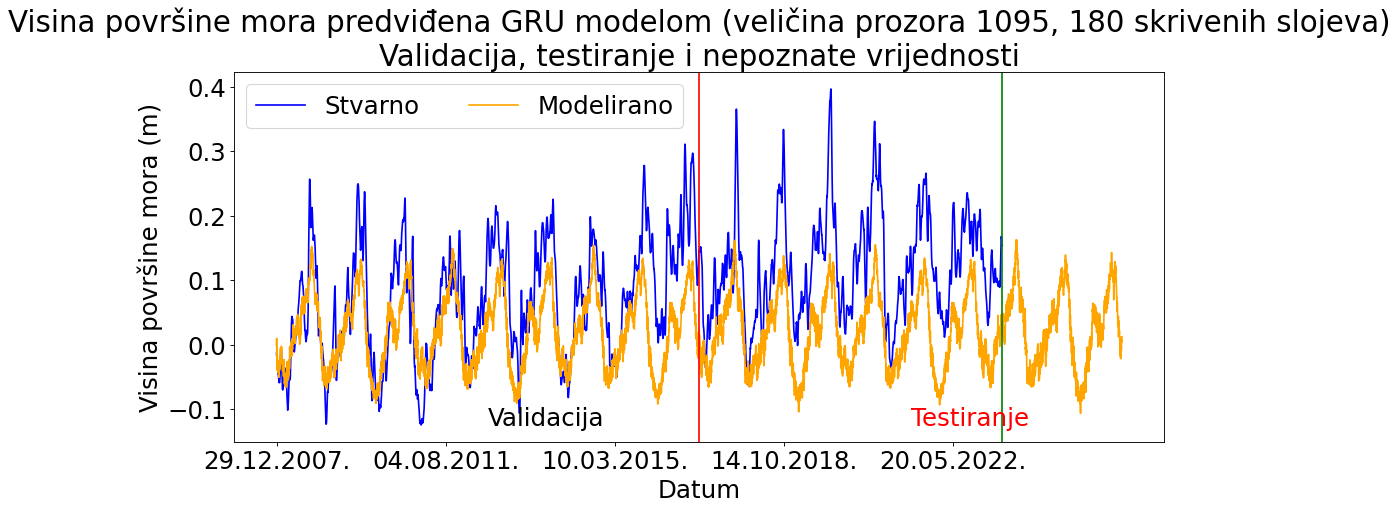 Visina površine mora predviđena GRU modelom (veličina prozora 1095, 180 skrivenih slojeva)
Validacija, testiranje i nepoznate vrijednosti
Stvarno
Modelirano
Visina površine mora (m)
0.4
0.3
0.2
0.1
0.0
−0.1
Validacija
Testiranje
29.12.2007.
04.08.2011.
10.03.2015.
14.10.2018.
20.05.2022.
Datum